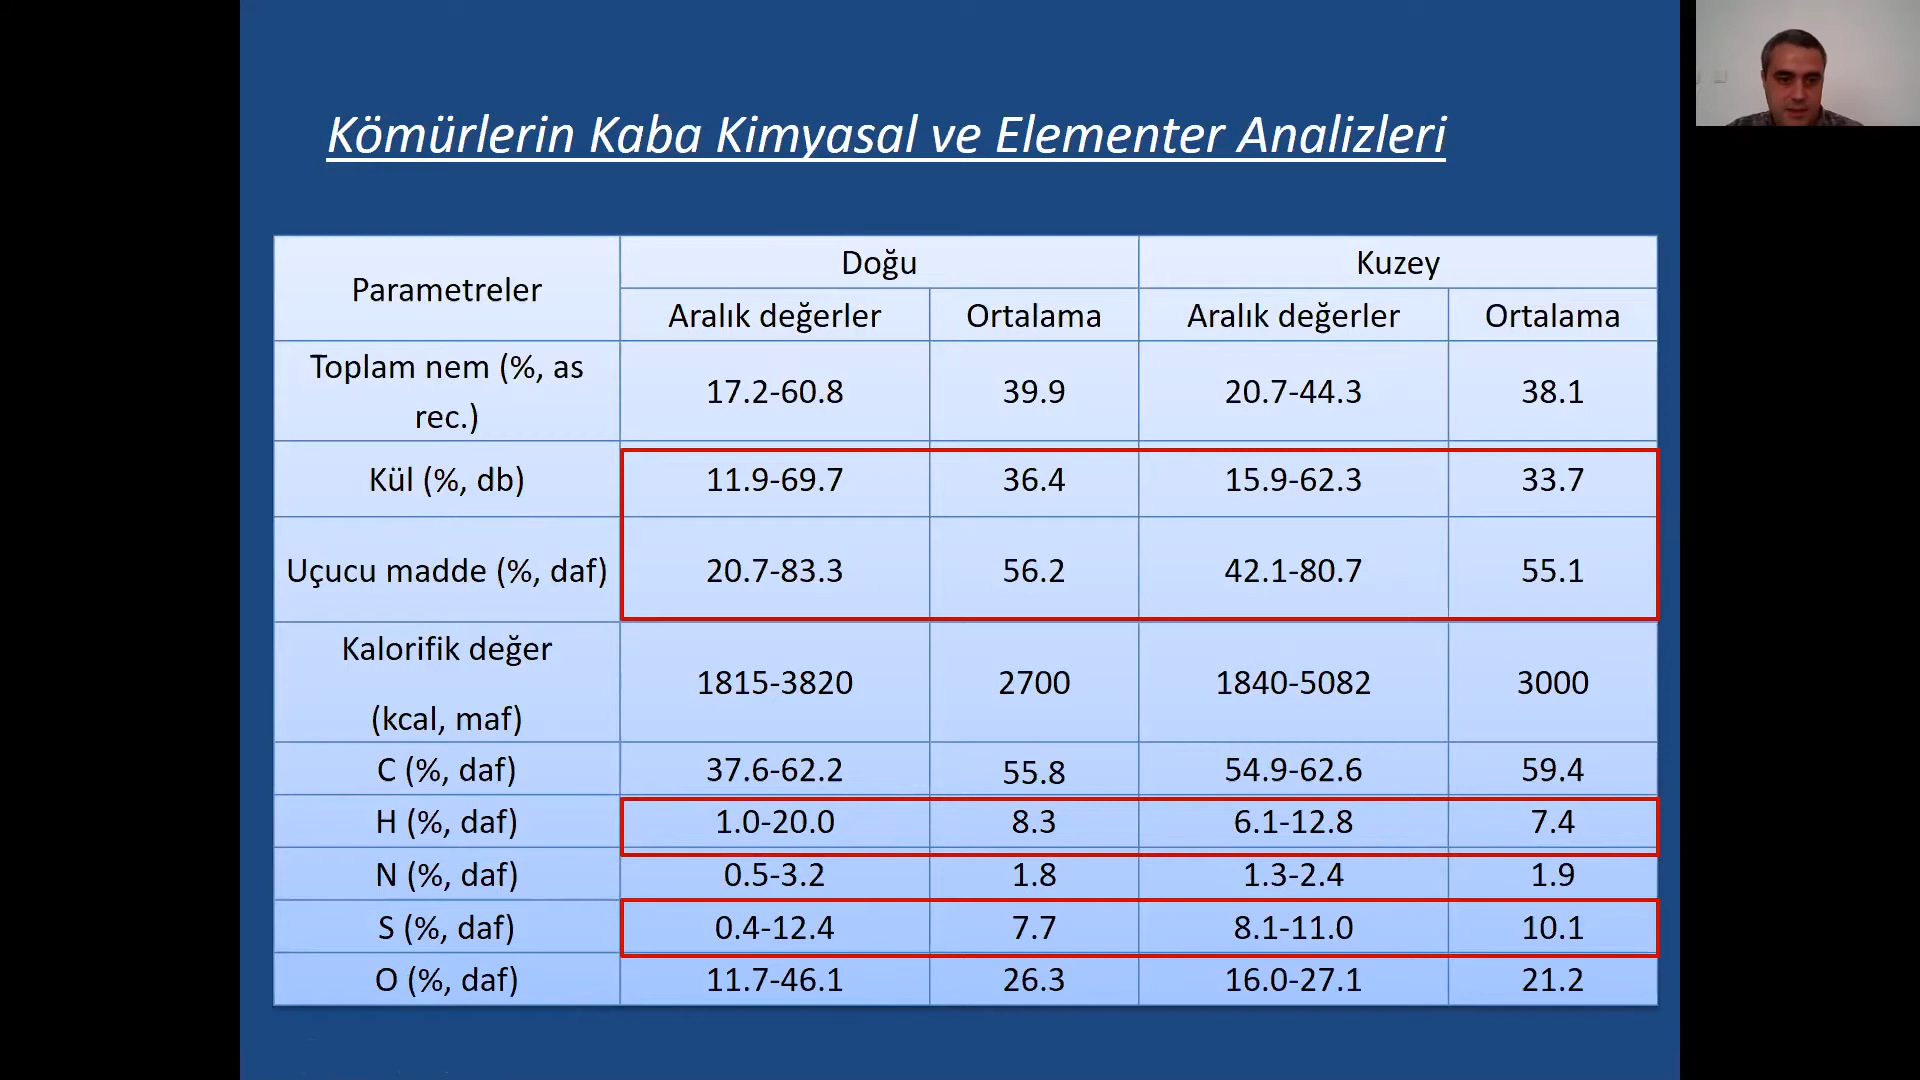 Kömürlerin Kaba Kimyasal ve Elementer Analizleri
Parametreler Doğu Kuzey
Aralık değerler Ortalama Aralık değerler Ortalama
Toplam nem (%, as
rec.) 17.2-60.8 39.9 20.7-44.3 38.1
Kül (%, db) 11.9-69.7 36.4 15.9-62.3 33.7
Uçucu madde (%, daf) 20.7-83.3 56.2 42.1-80.7 55.1
Kalorifik değer
(kcal, maf) 1815-3820 2700 1840-5082 3000
C (%, daf) 37.6-62.2 55.8 54.9-62.6 59.4
H (%, daf) 1.0-20.0 8.3 6.1-12.8 7.4
N (%, daf) 0.5-3.2 1.8 1.3-2.4 1.9
S (%, daf) 0.4-12.4 7.7 8.1-11.0 10.1
O (%, daf) 11.7-46.1 26.3 16.0-27.1 21.2